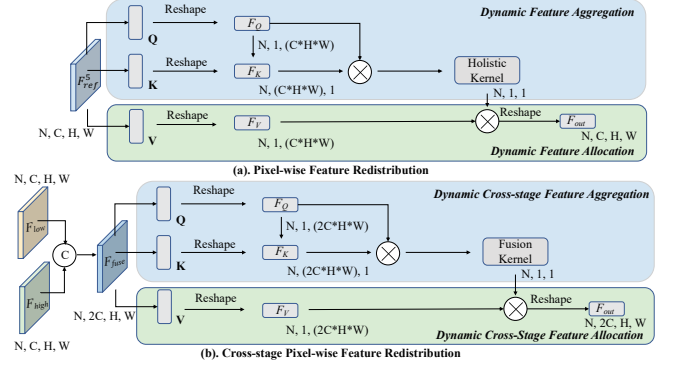 Dynamic Feature Aggregation
Reshape
F_Q
Q
N, 1, (C*H*W)
Reshape
F_K
K
N, (C*H*W), 1
Holistic
Kernel
N, 1, 1
F^5_ref
N, C, H, W
Reshape
F_V
V
N, 1, (C*H*W)
Reshape
F_out
N, C, H, W
Dynamic Feature Allocation
(a). Pixel-wise Feature Redistribution
N, C, H, W
F_low
C
F_high
N, C, H, W
F_fuse
N, 2C, H, W
Dynamic Cross-stage Feature Aggregation
Reshape
F_Q
Q
N, 1, (2C*H*W)
Reshape
F_K
K
N, (2C*H*W), 1
Fusion
Kernel
N, 1, 1
Reshape
F_V
V
N, 1, (2C*H*W)
Reshape
F_out
N, 2C, H, W
Dynamic Cross-Stage Feature Allocation
(b). Cross-stage Pixel-wise Feature Redistribution